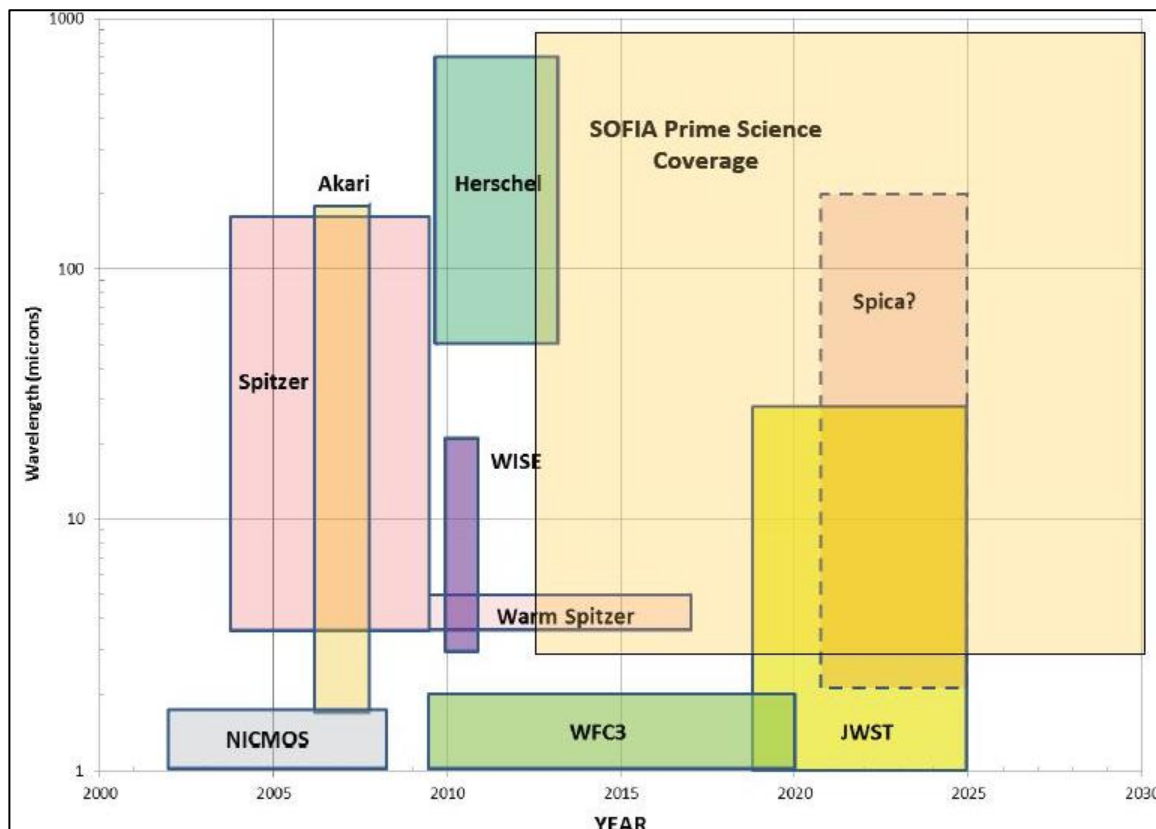 1000
100
10
1
Wavelength (microns)
SOFIA Prime Science
Coverage
Akari
Herschel
Spica?
Spitzer
WISE
Warm Spitzer
NICMOS
WFC3
JWST
2000 2005 2010 2015 2020 2025 2030
YEAR